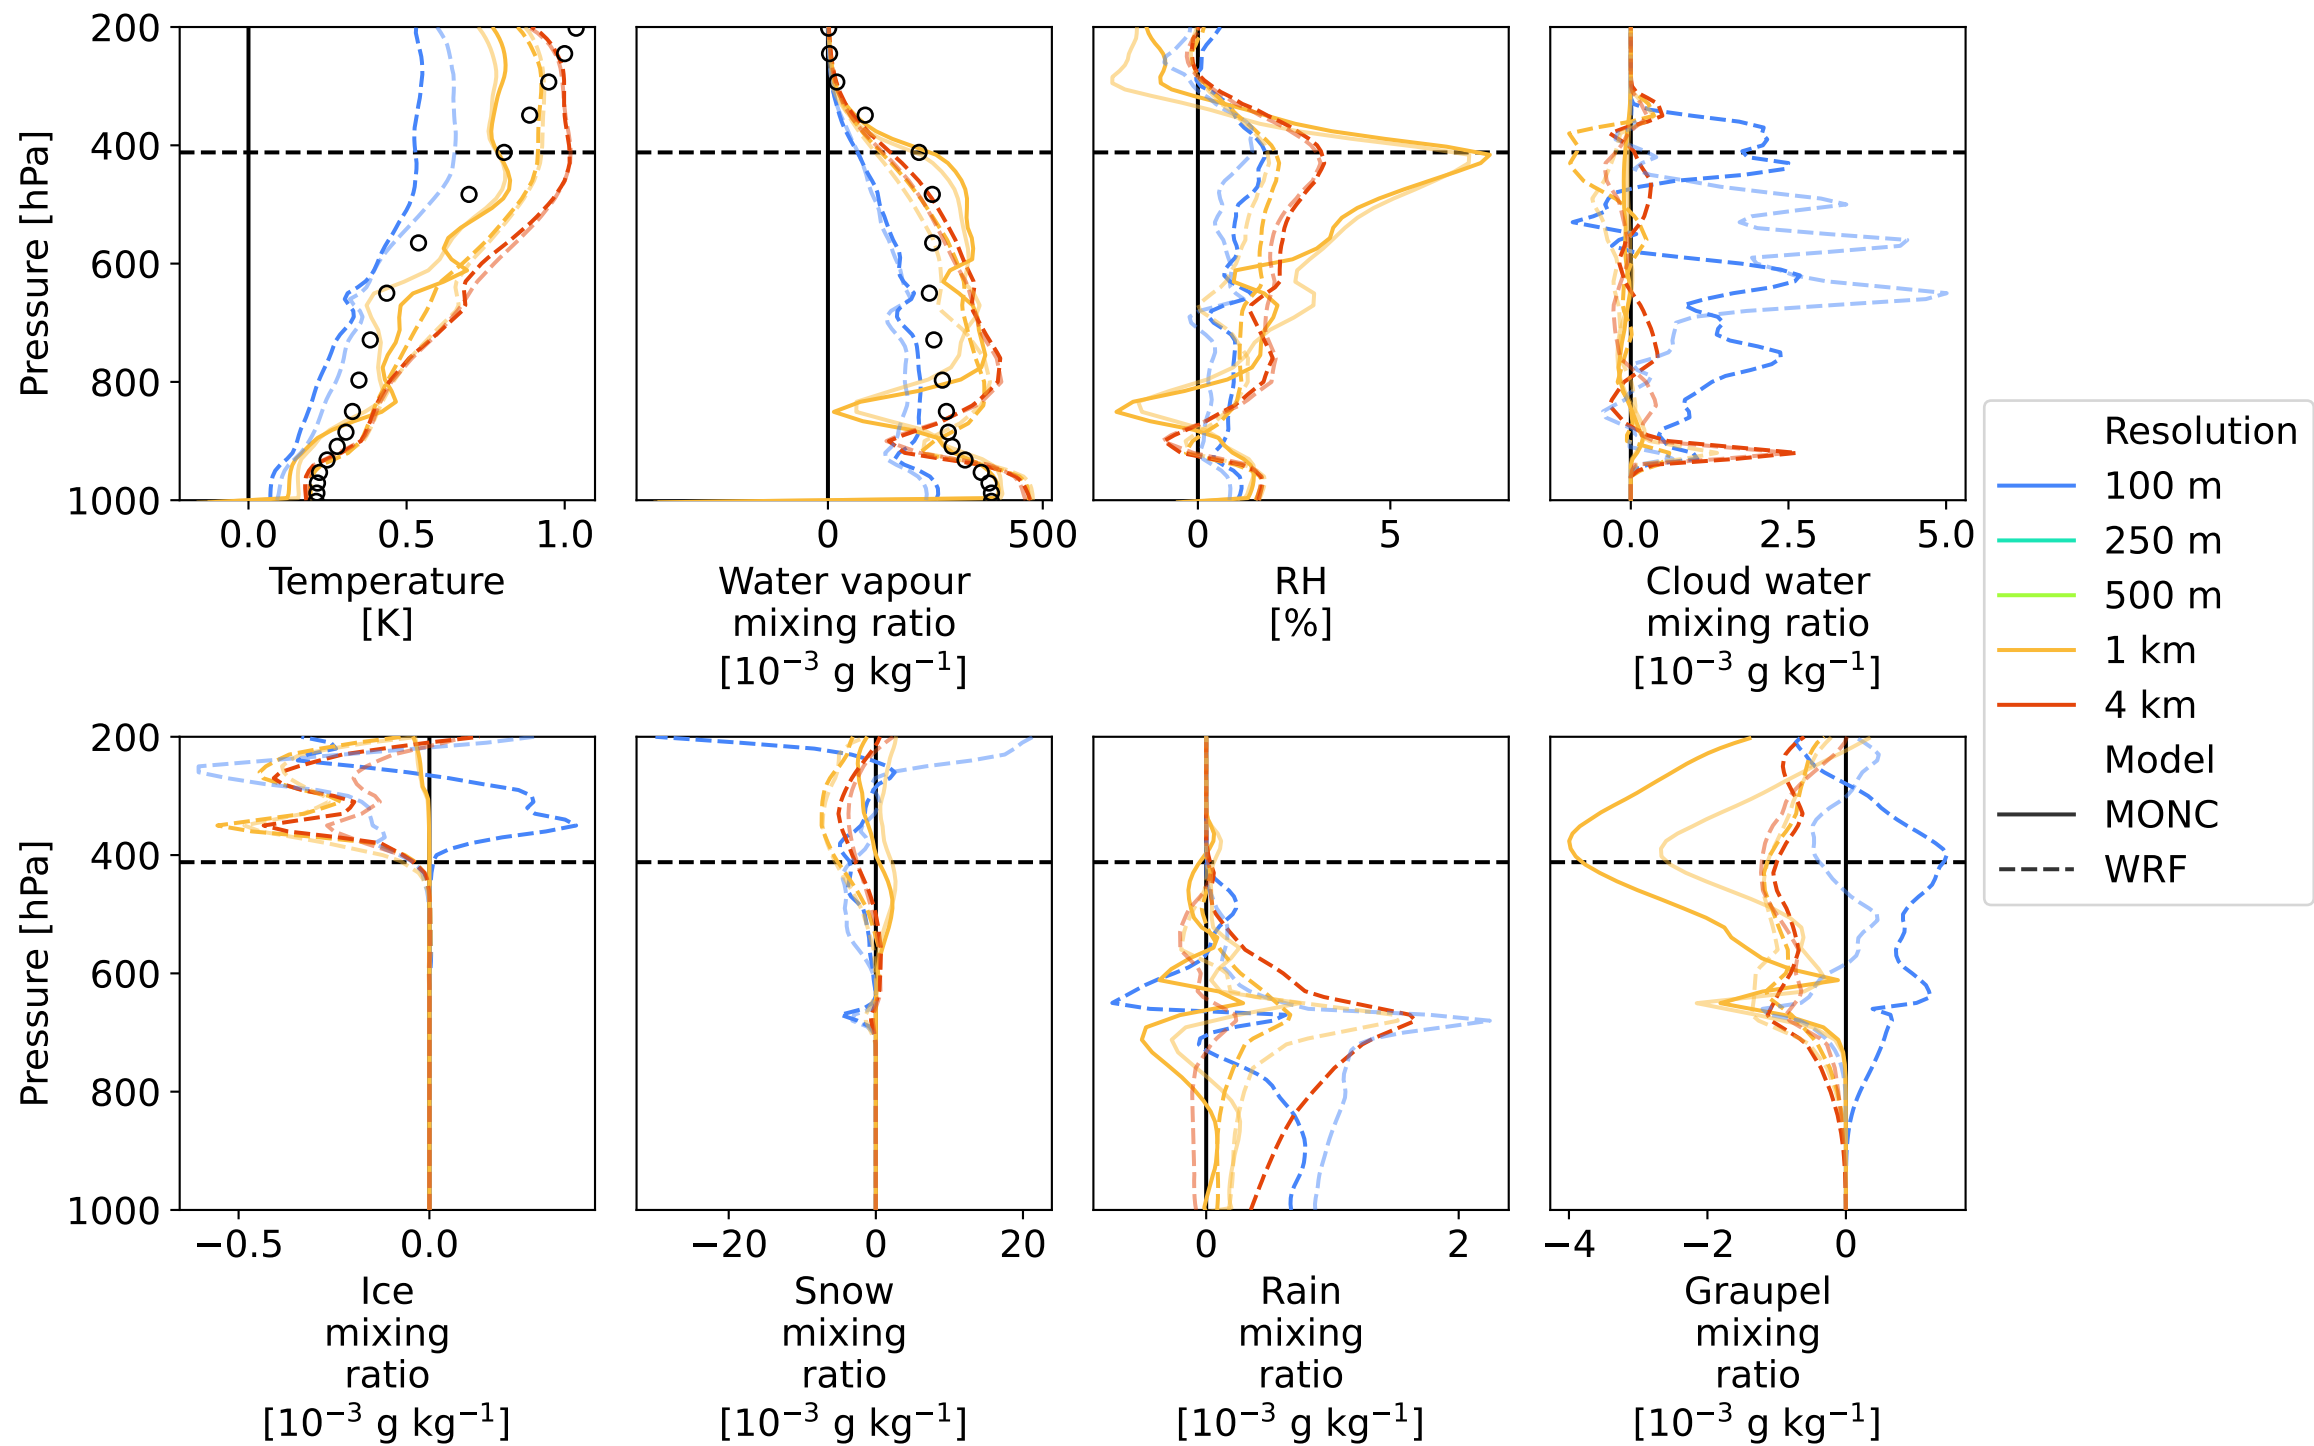 200
400
600
800
1000
Pressure [hPa]
0.0 0.5 1.0
Temperature
[K]
0 500
Water vapour
mixing ratio
[10⁻³ g kg⁻¹]
0 5
RH
[%]
0.0 2.5 5.0
Cloud water
mixing ratio
[10⁻³ g kg⁻¹]
200
400
600
800
1000
Pressure [hPa]
−0.5 0.0
Ice
mixing
ratio
[10⁻³ g kg⁻¹]
−20 0 20
Snow
mixing
ratio
[10⁻³ g kg⁻¹]
0 2
Rain
mixing
ratio
[10⁻³ g kg⁻¹]
−4 −2 0
Graupel
mixing
ratio
[10⁻³ g kg⁻¹]
Resolution
100 m
250 m
500 m
1 km
4 km
Model
MONC
WRF